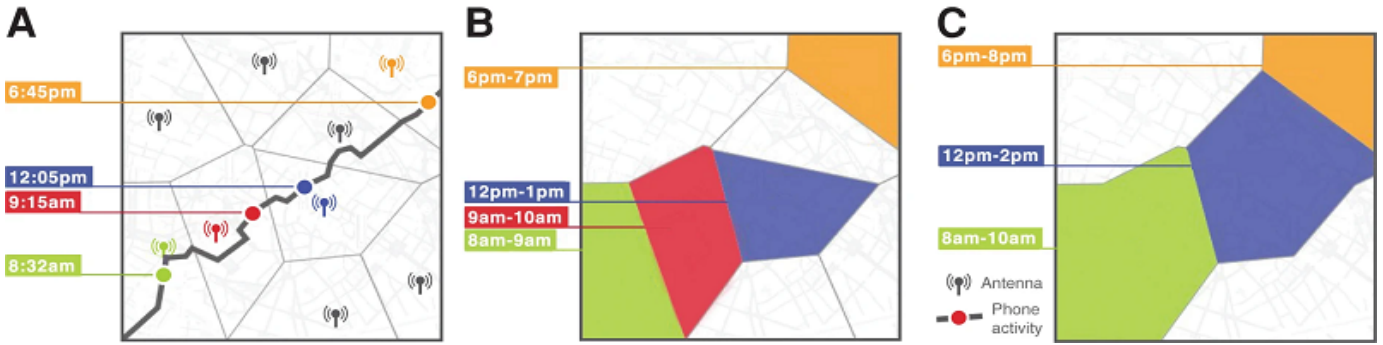 A
6:45pm
12:05pm
9:15am
8:32am
B
6pm-7pm
12pm-1pm
9am-10am
8am-9am
C
6pm-8pm
12pm-2pm
8am-10am
Antenna
Phone
activity